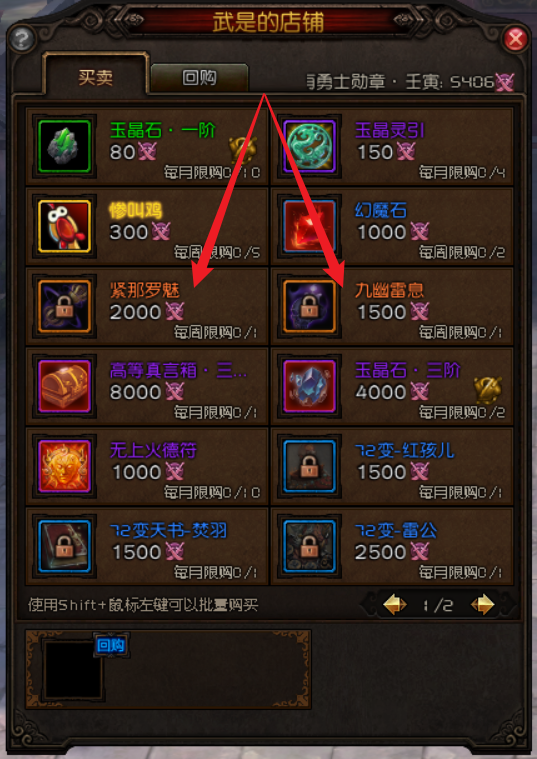 武是的店铺
买卖
回购
勇士勋章·壬寅: 5406
玉晶石·一阶
80
每月限购0/10
玉晶灵引
150
每月限购0/4
惨叫鸡
300
每周限购0/5
幻魔石
1000
每周限购0/2
紧那罗魅
2000
每周限购0/1
九幽雷息
1500
每周限购0/1
高等真言箱·三...
8000
每月限购0/1
玉晶石·三阶
4000
每月限购0/2
无上火德符
1000
每月限购0/10
72变-红孩儿
1500
每月限购0/1
72变天书-焚羽
1500
每月限购0/1
72变-雷公
2500
每月限购0/1
使用Shift+鼠标左键可以批量购买
1/2
回购